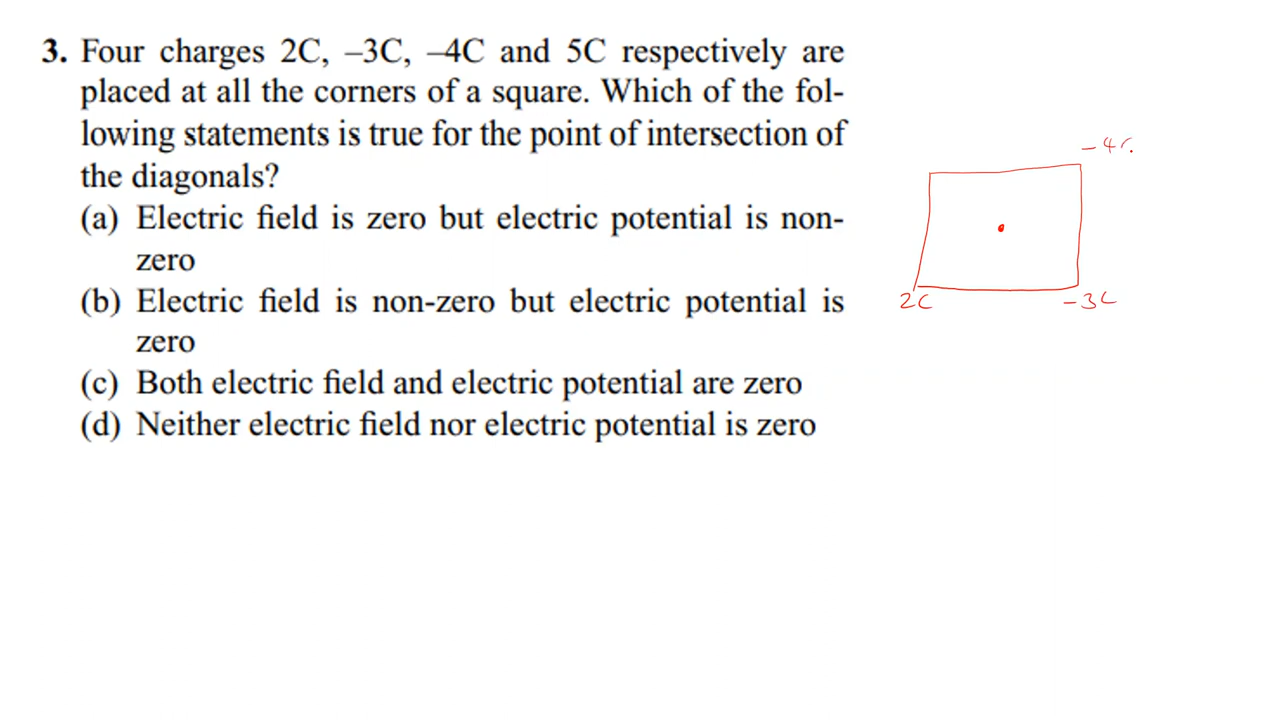 3. Four charges 2C, –3C, –4C and 5C respectively are
placed at all the corners of a square. Which of the fol-
lowing statements is true for the point of intersection of
the diagonals?
(a) Electric field is zero but electric potential is non-
zero
(b) Electric field is non-zero but electric potential is
zero
(c) Both electric field and electric potential are zero
(d) Neither electric field nor electric potential is zero
–4C
2C
–3C